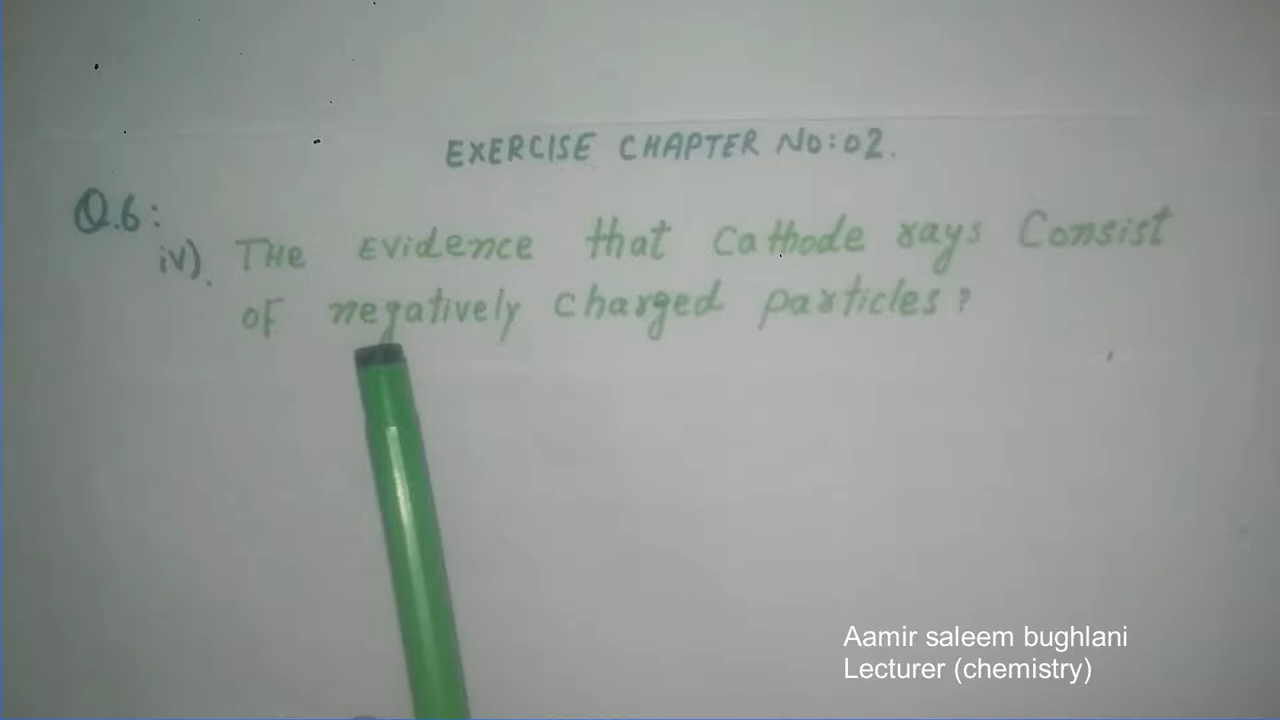 EXERCISE CHAPTER NO:02.
Q.6:
iv). THE Evidence that Cathode rays Consist
of negatively charged particles?
Aamir saleem bughlani
Lecturer (chemistry)